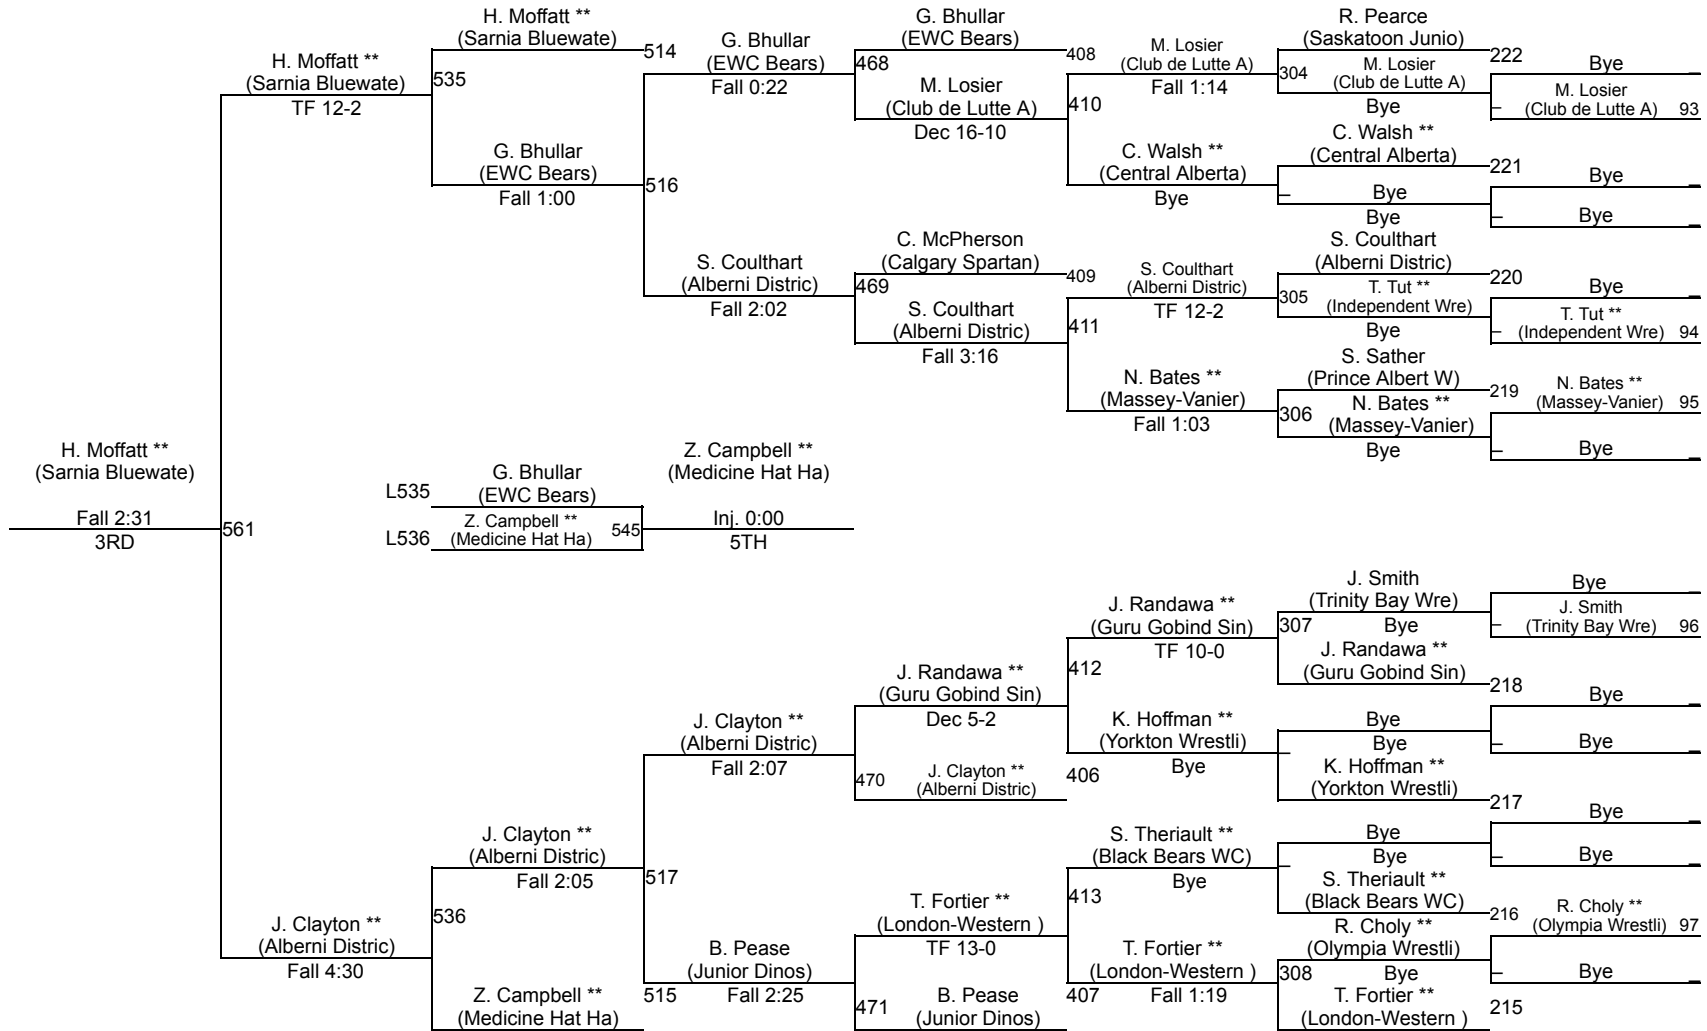 H. Moffatt **
(Sarnia Bluewate)
Fall 2:31
3RD
561
H. Moffatt **
(Sarnia Bluewate)
TF 12-2
J. Clayton **
(Alberni Distric)
Fall 4:30
H. Moffatt **
(Sarnia Bluewate)
514
535
G. Bhullar
(EWC Bears)
Fall 1:00
L535
G. Bhullar
(EWC Bears)
L536
Z. Campbell **
(Medicine Hat Ha)
545
Z. Campbell **
(Medicine Hat Ha)
Inj. 0:00
5TH
J. Clayton **
(Alberni Distric)
Fall 2:05
536
Z. Campbell **
(Medicine Hat Ha)
515
G. Bhullar
(EWC Bears)
Fall 0:22
516
S. Coulthart
(Alberni Distric)
Fall 2:02
J. Clayton **
(Alberni Distric)
Fall 2:07
517
B. Pease
(Junior Dinos)
Fall 2:25
G. Bhullar
(EWC Bears)
408
468
M. Losier
(Club de Lutte A)
Dec 16-10
C. McPherson
(Calgary Spartan)
409
469
S. Coulthart
(Alberni Distric)
Fall 3:16
J. Randawa **
(Guru Gobind Sin)
Dec 5-2
470
J. Clayton **
(Alberni Distric)
406
T. Fortier **
(London-Western )
TF 13-0
471
B. Pease
(Junior Dinos)
407
M. Losier
(Club de Lutte A)
Fall 1:14
410
C. Walsh **
(Central Alberta)
Bye
S. Coulthart
(Alberni Distric)
TF 12-2
411
N. Bates **
(Massey-Vanier)
Fall 1:03
J. Randawa **
(Guru Gobind Sin)
TF 10-0
412
K. Hoffman **
(Yorkton Wrestli)
Bye
S. Theriault **
(Black Bears WC)
Bye
413
T. Fortier **
(London-Western )
Fall 1:19
R. Pearce
(Saskatoon Junio)
222
304
M. Losier
(Club de Lutte A)
Bye
C. Walsh **
(Central Alberta)
221
_
Bye
Bye
S. Coulthart
(Alberni Distric)
220
305
T. Tut **
(Independent Wre)
Bye
S. Sather
(Prince Albert W)
219
306
N. Bates **
(Massey-Vanier)
Bye
J. Smith
(Trinity Bay Wre)
Bye
307
J. Randawa **
(Guru Gobind Sin)
218
Bye
_
Bye
K. Hoffman **
(Yorkton Wrestli)
217
Bye
_
Bye
S. Theriault **
(Black Bears WC)
216
R. Choly **
(Olympia Wrestli)
308
Bye
T. Fortier **
(London-Western )
215
Bye _
_
M. Losier
(Club de Lutte A) 93
Bye _
_
Bye _
Bye _
_
T. Tut **
(Independent Wre) 94
N. Bates **
(Massey-Vanier) 95
_
Bye _
Bye _
_
J. Smith
(Trinity Bay Wre) 96
Bye _
_
Bye _
Bye _
_
Bye _
R. Choly **
(Olympia Wrestli) 97
_
Bye _